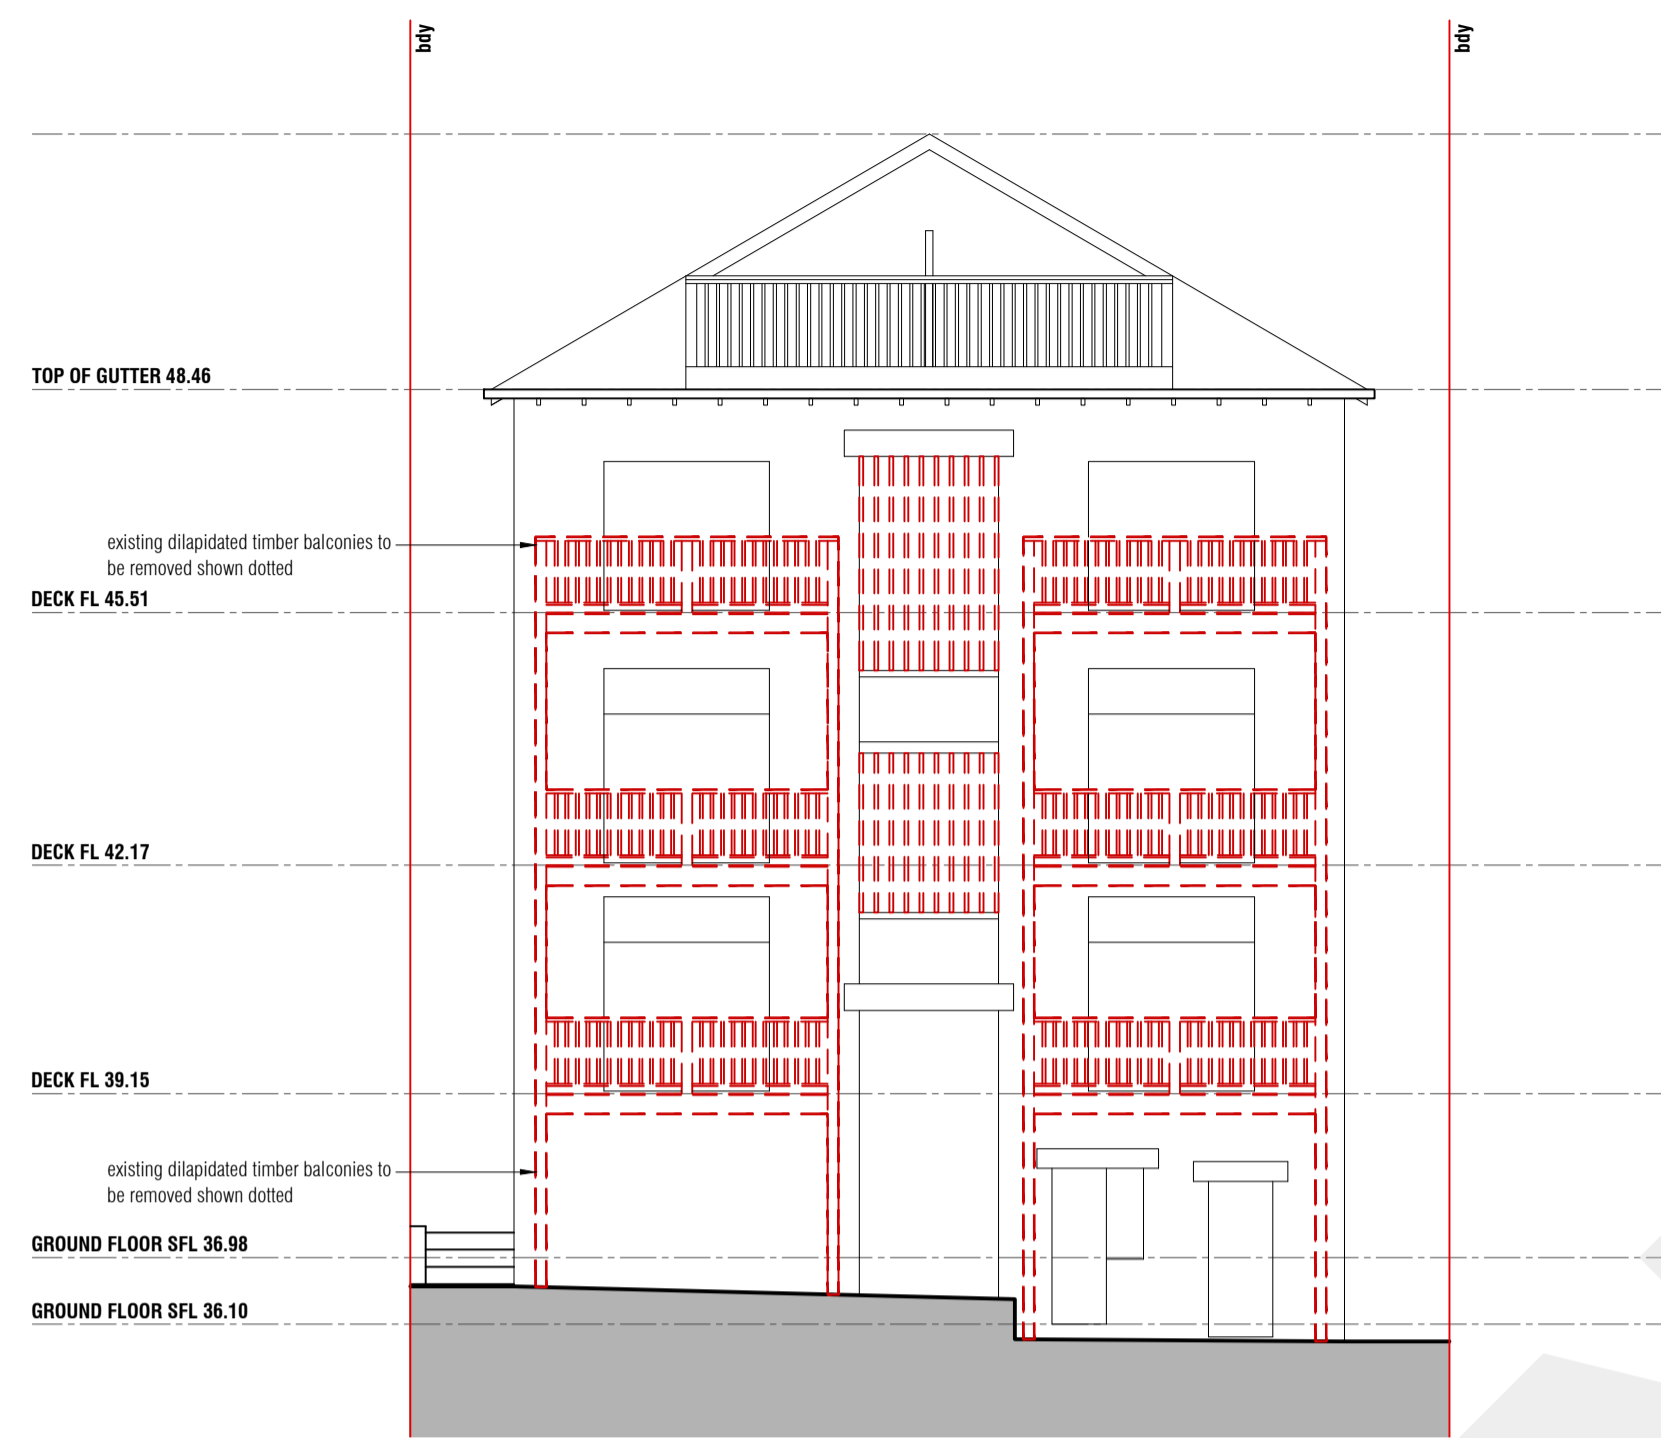 bdy
bdy
TOP OF GUTTER 48.46
existing dilapidated timber balconies to
be removed shown dotted
DECK FL 45.51
DECK FL 42.17
DECK FL 39.15
existing dilapidated timber balconies to
be removed shown dotted
GROUND FLOOR SFL 36.98
GROUND FLOOR SFL 36.10